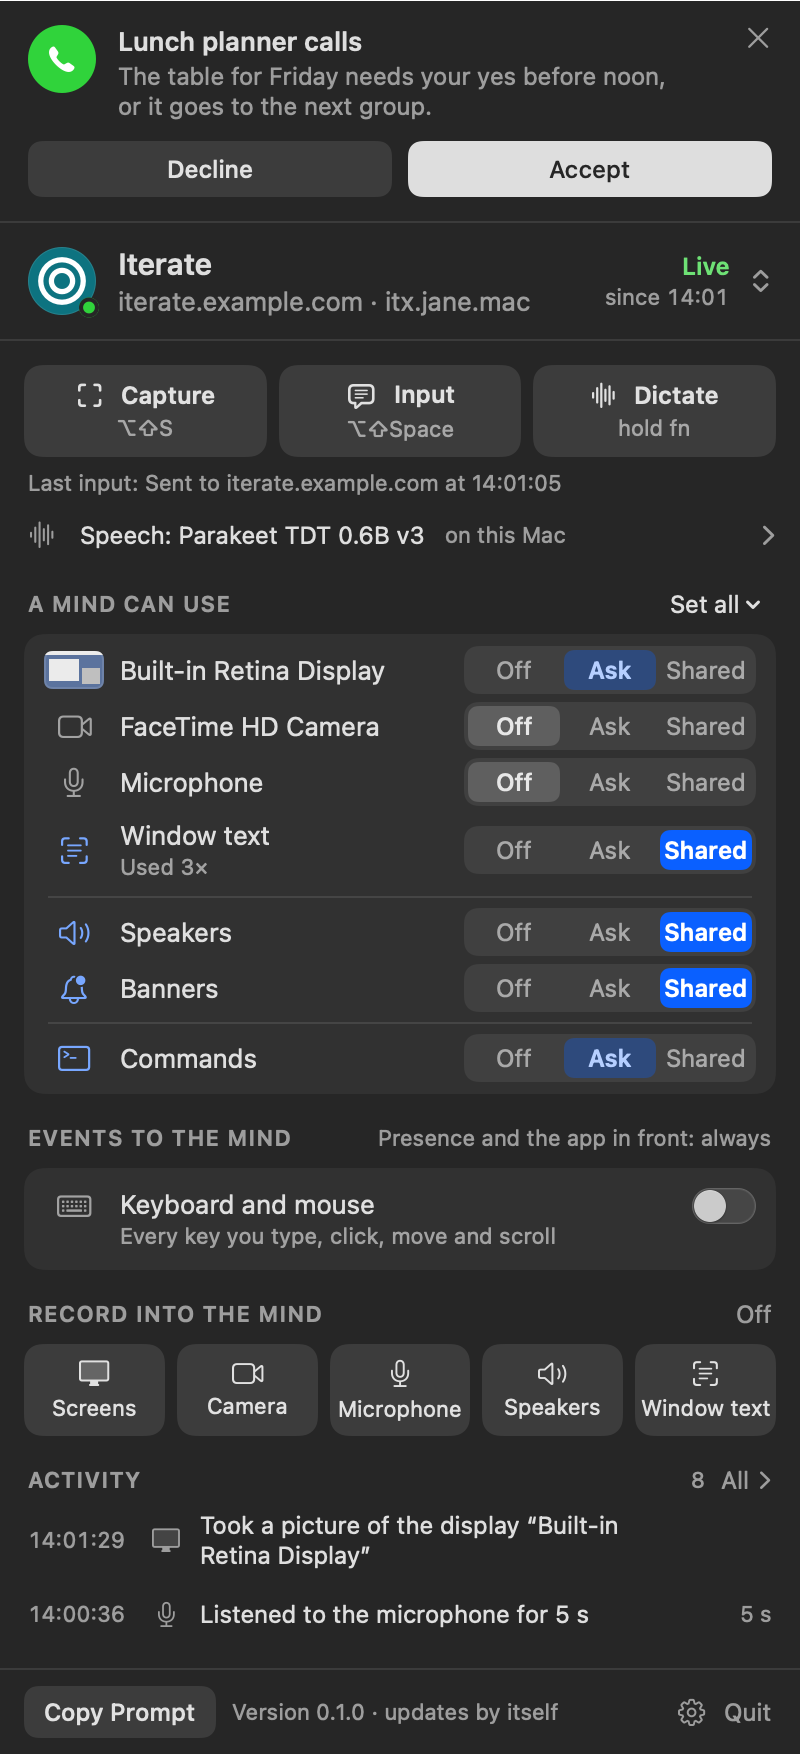 Lunch planner calls
The table for Friday needs your yes before noon,
or it goes to the next group.
Decline
Accept
Iterate
iterate.example.com · itx.jane.mac
Live
since 14:01
Capture
⌥⇧S
Input
⌥⇧Space
Dictate
hold fn
Last input: Sent to iterate.example.com at 14:01:05
Speech: Parakeet TDT 0.6B v3 on this Mac
A MIND CAN USE
Set all
Built-in Retina Display
Off Ask Shared
FaceTime HD Camera
Off Ask Shared
Microphone
Off Ask Shared
Window text
Used 3×
Off Ask Shared
Speakers
Off Ask Shared
Banners
Off Ask Shared
Commands
Off Ask Shared
EVENTS TO THE MIND
Presence and the app in front: always
Keyboard and mouse
Every key you type, click, move and scroll
RECORD INTO THE MIND
Off
Screens
Camera
Microphone
Speakers
Window text
ACTIVITY
8 All
14:01:29
Took a picture of the display “Built-in
Retina Display”
14:00:36
Listened to the microphone for 5 s
5 s
Copy Prompt
Version 0.1.0 · updates by itself
Quit